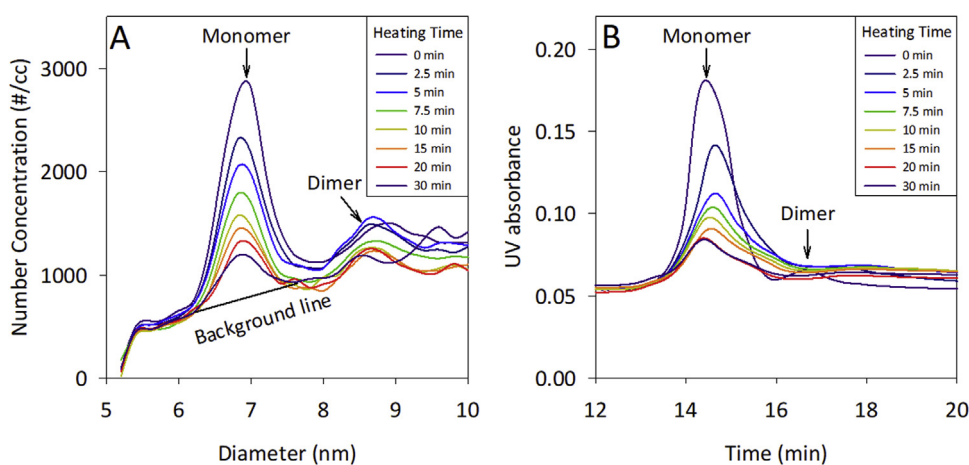 A
Monomer
Heating Time
0 min
2.5 min
5 min
7.5 min
10 min
15 min
20 min
30 min
Dimer
Background line
3000
2000
1000
0
Number Concentration (#/cc)
5
6
7
8
9
10
Diameter (nm)
B
Monomer
Heating Time
0 min
2.5 min
5 min
7.5 min
10 min
15 min
20 min
30 min
Dimer
0.20
0.15
0.10
0.05
0.00
UV absorbance
12
14
16
18
20
Time (min)